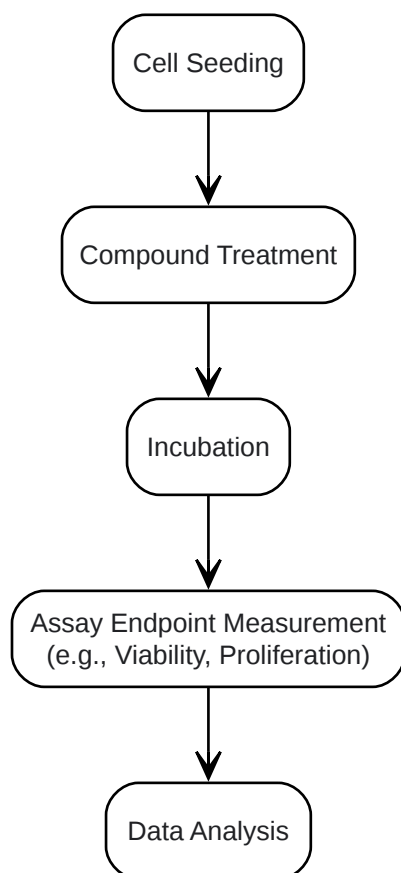 Cell Seeding
Compound Treatment
Incubation
Assay Endpoint Measurement
(e.g., Viability, Proliferation)
Data Analysis